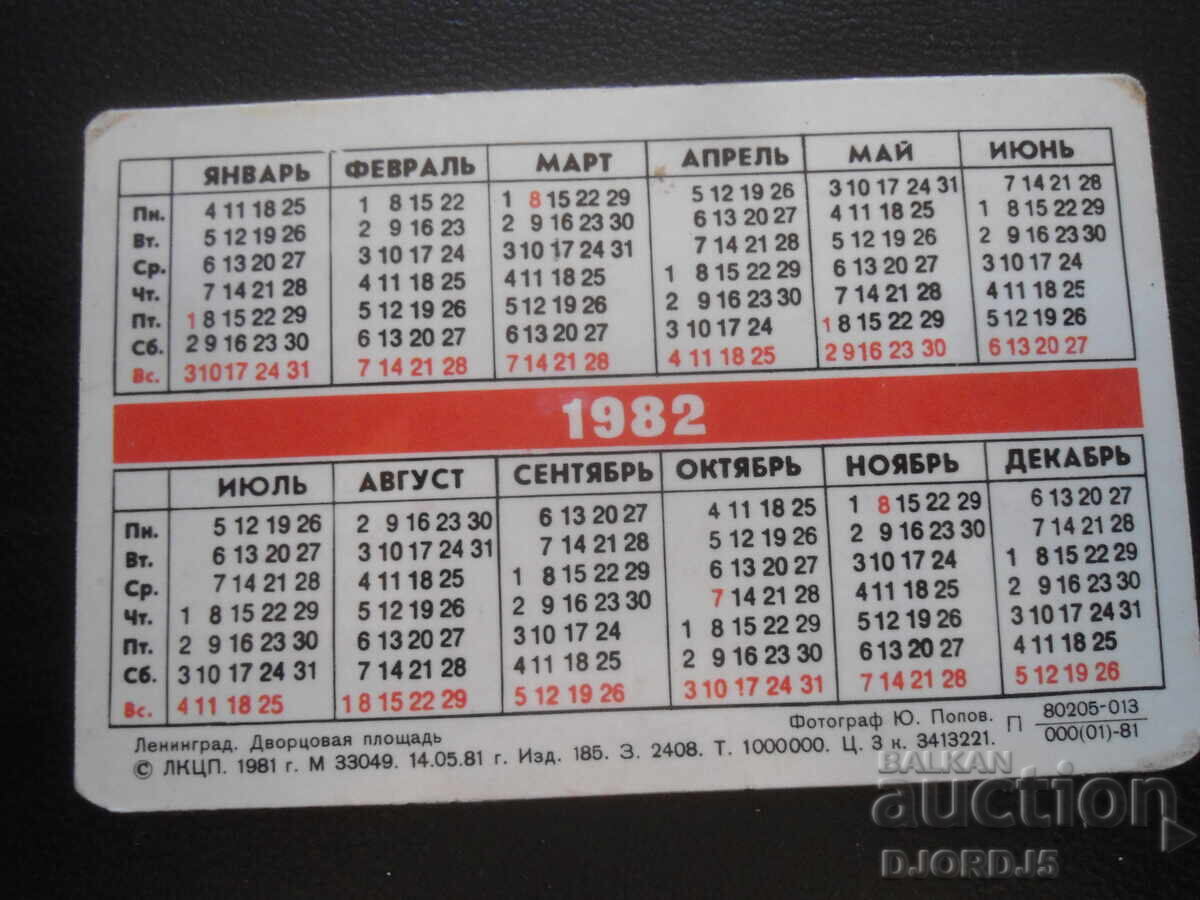 ЯНВАРЬ ФЕВРАЛЬ МАРТ АПРЕЛЬ МАЙ ИЮНЬ
Пн. 4 11 18 25 1 8 15 22 1 8 15 22 29 5 12 19 26 3 10 17 24 31 7 14 21 28
Вт. 5 12 19 26 2 9 16 23 2 9 16 23 30 6 13 20 27 4 11 18 25 1 8 15 22 29
Ср. 6 13 20 27 3 10 17 24 3 10 17 24 31 7 14 21 28 5 12 19 26 2 9 16 23 30
Чт. 7 14 21 28 4 11 18 25 4 11 18 25 1 8 15 22 29 6 13 20 27 3 10 17 24
Пт. 1 8 15 22 29 5 12 19 26 5 12 19 26 2 9 16 23 30 7 14 21 28 4 11 18 25
Сб. 2 9 16 23 30 6 13 20 27 6 13 20 27 3 10 17 24 1 8 15 22 29 5 12 19 26
Вс. 3 10 17 24 31 7 14 21 28 7 14 21 28 4 11 18 25 2 9 16 23 30 6 13 20 27
1982
ИЮЛЬ АВГУСТ СЕНТЯБРЬ ОКТЯБРЬ НОЯБРЬ ДЕКАБРЬ
Пн. 5 12 19 26 2 9 16 23 30 6 13 20 27 4 11 18 25 1 8 15 22 29 6 13 20 27
Вт. 6 13 20 27 3 10 17 24 31 7 14 21 28 5 12 19 26 2 9 16 23 30 7 14 21 28
Ср. 7 14 21 28 4 11 18 25 1 8 15 22 29 6 13 20 27 3 10 17 24 1 8 15 22 29
Чт. 1 8 15 22 29 5 12 19 26 2 9 16 23 30 7 14 21 28 4 11 18 25 2 9 16 23 30
Пт. 2 9 16 23 30 6 13 20 27 3 10 17 24 1 8 15 22 29 5 12 19 26 3 10 17 24 31
Сб. 3 10 17 24 31 7 14 21 28 4 11 18 25 2 9 16 23 30 6 13 20 27 4 11 18 25
Вс. 4 11 18 25 1 8 15 22 29 5 12 19 26 3 10 17 24 31 7 14 21 28 5 12 19 26
Ленинград. Дворцовая площадь Фотограф Ю. Попов. П 80205-013
© ЛКЦП. 1981 г. М 33049. 14.05.81 г. Изд. 185. З. 2408. Т. 1000000. Ц. 3 к. 3413221. 000(01)-81
BALKAN
auction
DJORDJ5